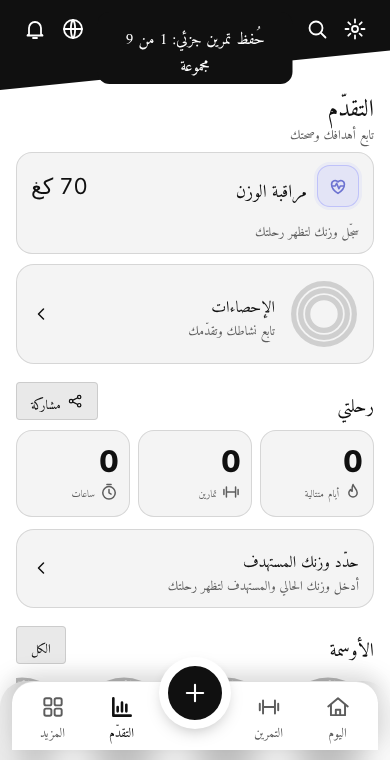 حُفظ تمرين جزئي: 1 من 9
مجموعة
التقدّم
تابع أهدافك وصحتك
مراقبة الوزن
70 كغ
سجّل وزنك لتظهر رحلتك
الإحصاءات
تابع نشاطك وتقدّمك
رحلتي
مشاركة
0
أيام متتالية
0
تمارين
0
ساعات
حدّد وزنك المستهدف
أدخل وزنك الحالي والمستهدف لتظهر رحلتك
الأوسمة
الكل
اليوم
التمرين
التقدّم
المزيد